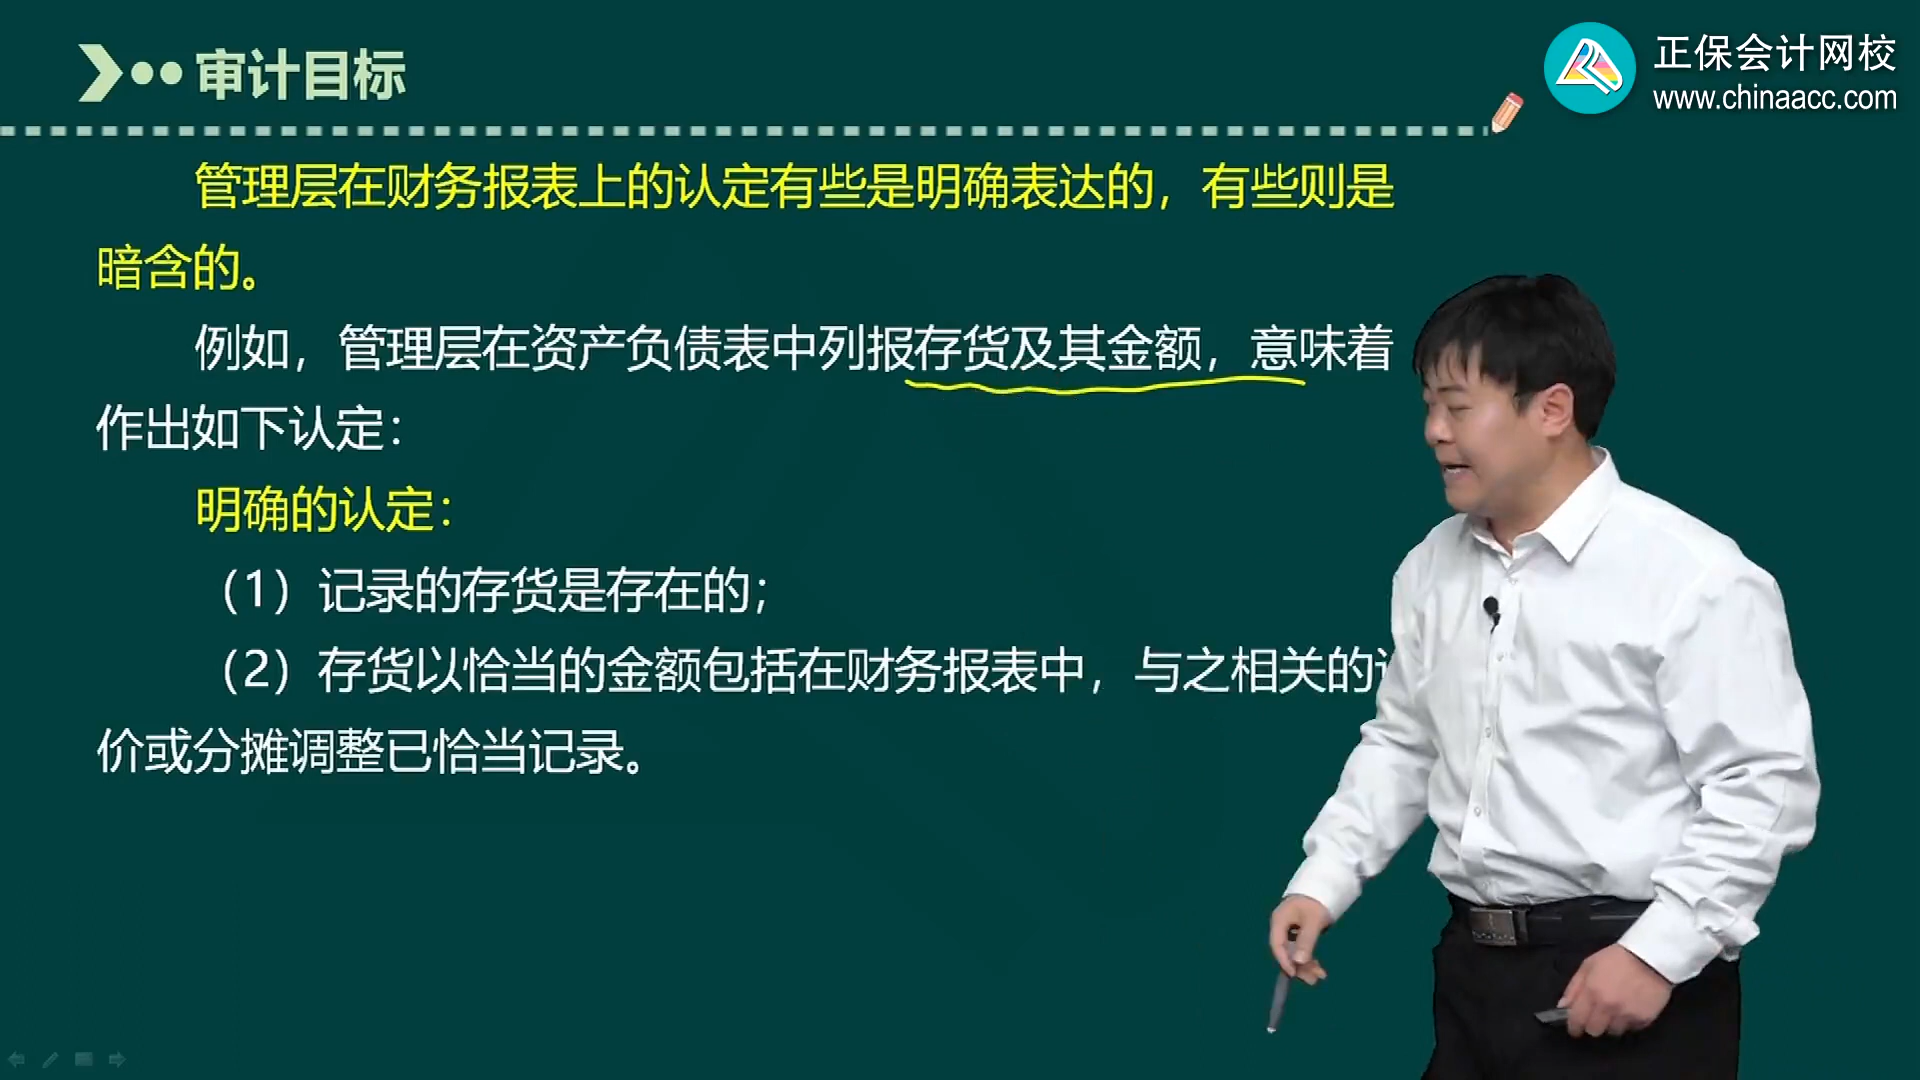 审计目标
正保会计网校
www.chinaacc.com
管理层在财务报表上的认定有些是明确表达的，有些则是
暗含的。
例如，管理层在资产负债表中列报存货及其金额，意味着
作出如下认定：
明确的认定：
（1）记录的存货是存在的；
（2）存货以恰当的金额包括在财务报表中，与之相关的
价或分摊调整已恰当记录。